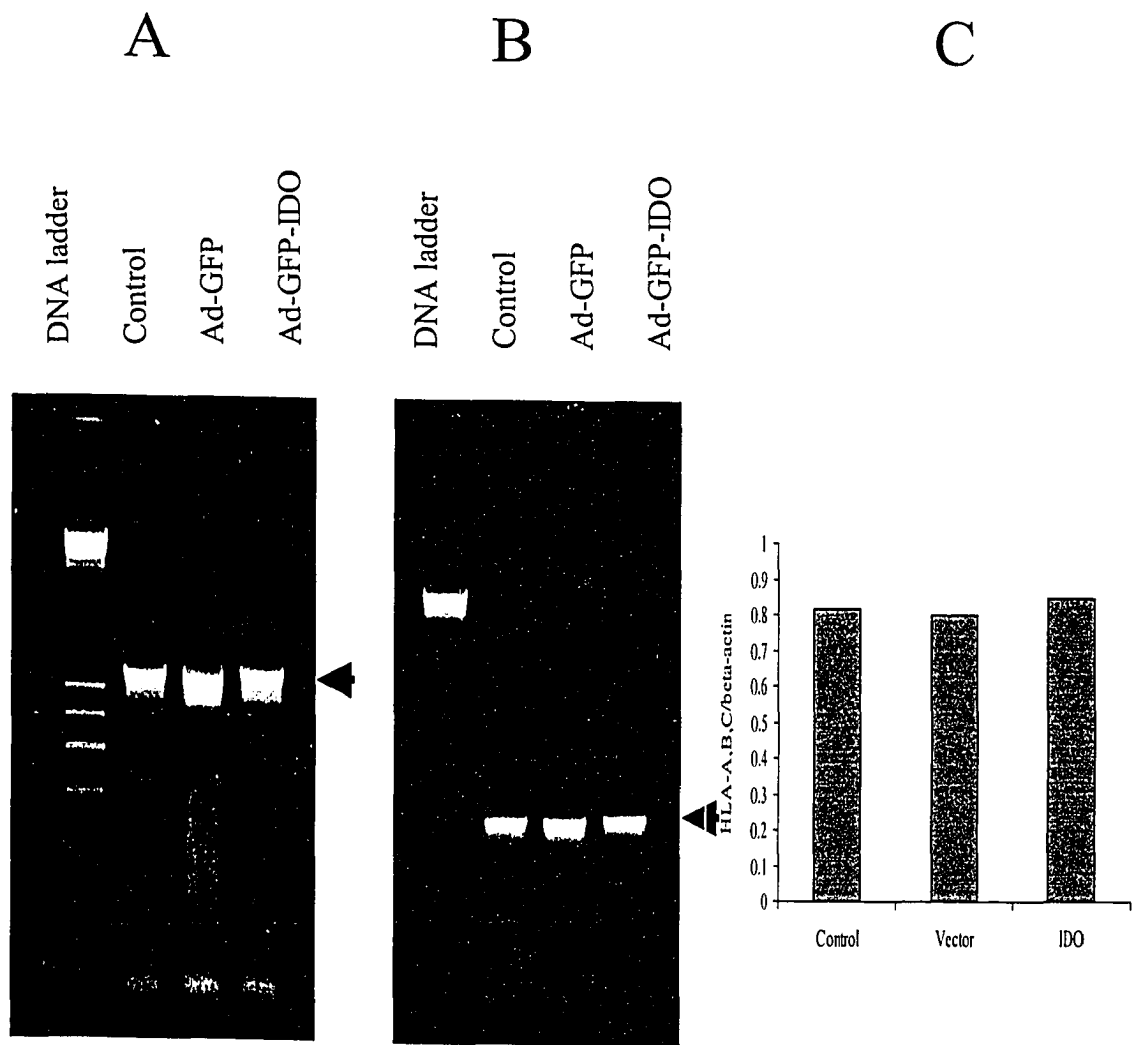 A
B
C
DNA ladder
Control
Ad-GFP
Ad-GFP-IDO
DNA ladder
Control
Ad-GFP
Ad-GFP-IDO
HLA-A,B,C/beta-actin
1
0.9
0.8
0.7
0.6
0.5
0.4
0.3
0.2
0.1
0
Control
Vector
IDO